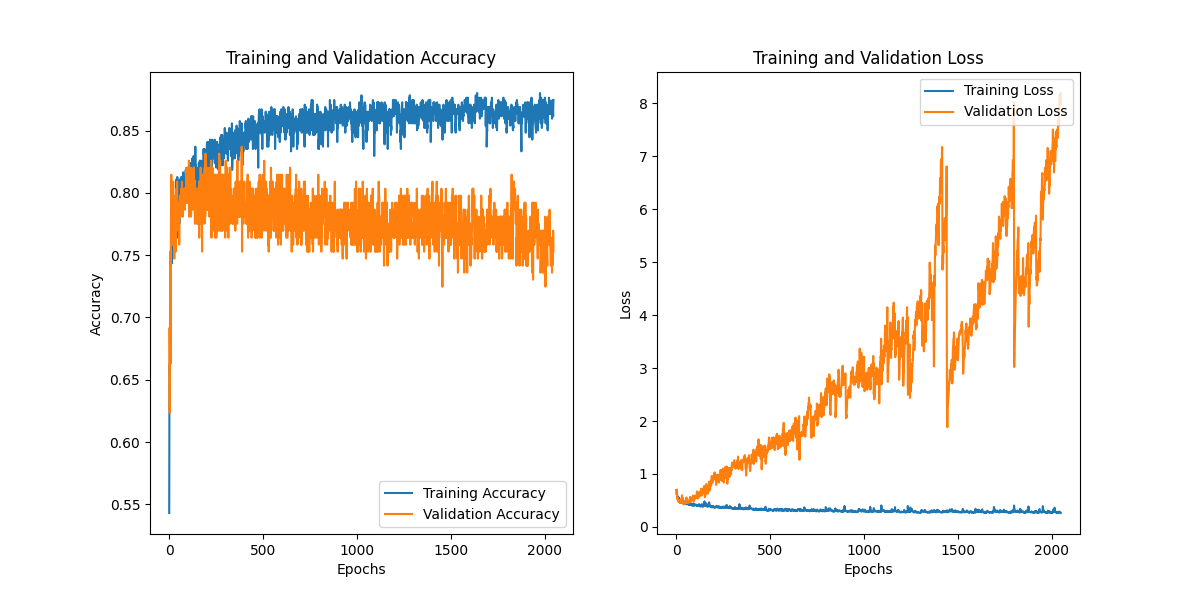 Training and Validation Accuracy
Accuracy
0.85
0.80
0.75
0.70
0.65
0.60
0.55
0
500
1000
1500
2000
Epochs
Training Accuracy
Validation Accuracy
Training and Validation Loss
Loss
8
7
6
5
4
3
2
1
0
0
500
1000
1500
2000
Epochs
Training Loss
Validation Loss